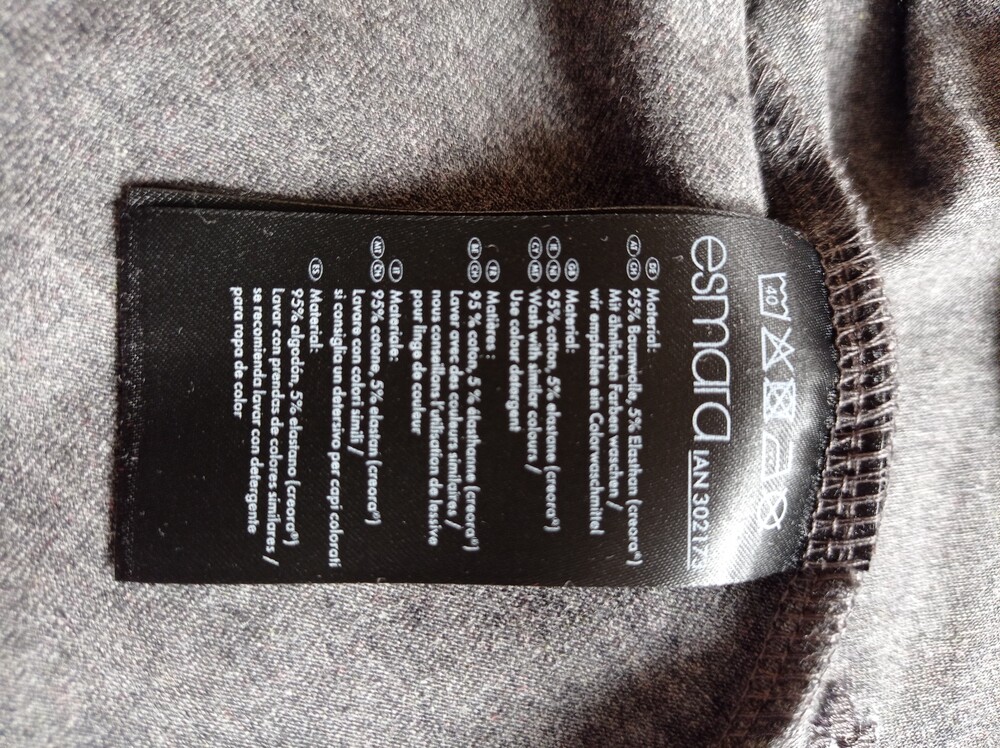 40
esmara IAN 302173
DE Material:
AT CH 95% Baumwolle, 5% Elasthan (creora®)
Mit ähnlichen Farben waschen /
wir empfehlen ein Colorwaschmittel
GB Material:
IE NI 95% cotton, 5% elastane (creora®)
CY MT Wash with similar colours /
Use colour detergent
FR Matières :
BE CH 95 % coton, 5 % élasthanne (creora®)
Laver avec des couleurs similaires /
nous conseillons l'utilisation de lessive
pour linge de couleur
IT Materiale:
MT CH 95% cotone, 5% elastan (creora®)
Lavare con colori simili /
si consiglia un detersivo per capi colorati
ES Material:
95% algodón, 5% elastano (creora®)
Lavar con prendas de colores similares /
se recomienda lavar con detergente
para ropa de color